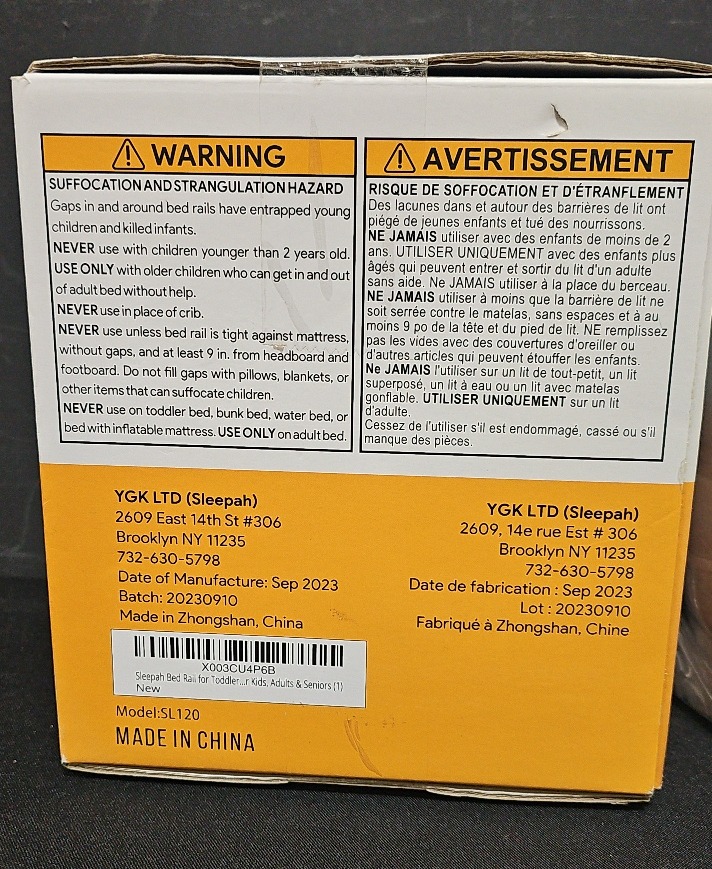 WARNING
SUFFOCATION AND STRANGULATION HAZARD
Gaps in and around bed rails have entrapped young
children and killed infants.
NEVER use with children younger than 2 years old.
USE ONLY with older children who can get in and out
of adult bed without help.
NEVER use in place of crib.
NEVER use unless bed rail is tight against mattress,
without gaps, and at least 9 in. from headboard and
footboard. Do not fill gaps with pillows, blankets, or
other items that can suffocate children.
NEVER use on toddler bed, bunk bed, water bed, or
bed with inflatable mattress. USE ONLY on adult bed.
AVERTISSEMENT
RISQUE DE SOFFOCATION ET D'ÉTRANFLEMENT
Des lacunes dans et autour des barrières de lit ont
piégé de jeunes enfants et tué des nourrissons.
NE JAMAIS utiliser avec des enfants de moins de 2
ans. UTILISER UNIQUEMENT avec des enfants plus
âgés qui peuvent entrer et sortir du lit d'un adulte
sans aide. Ne JAMAIS utiliser à la place du berceau.
NE JAMAIS utiliser à moins que la barrière de lit ne
soit serrée contre le matelas, sans espaces et à au
moins 9 po de la tête et du pied de lit. NE remplissez
pas les vides avec des couvertures d'oreiller ou
d'autres articles qui peuvent étouffer les enfants.
Ne JAMAIS l'utiliser sur un lit de tout-petit, un lit
superposé, un lit à eau ou un lit avec matelas
gonflable. UTILISER UNIQUEMENT sur un lit
d'adulte.
Cessez de l'utiliser s'il est endommagé, cassé ou s'il
manque des pièces.
YGK LTD (Sleepah)
2609 East 14th St #306
Brooklyn NY 11235
732-630-5798
Date of Manufacture: Sep 2023
Batch: 20230910
Made in Zhongshan, China
YGK LTD (Sleepah)
2609, 14e rue Est # 306
Brooklyn NY 11235
732-630-5798
Date de fabrication : Sep 2023
Lot : 20230910
Fabriqué à Zhongshan, Chine
X003CU4P6B
Sleepah Bed Rail for Toddler...r Kids, Adults & Seniors (1)
New
Model:SL120
MADE IN CHINA